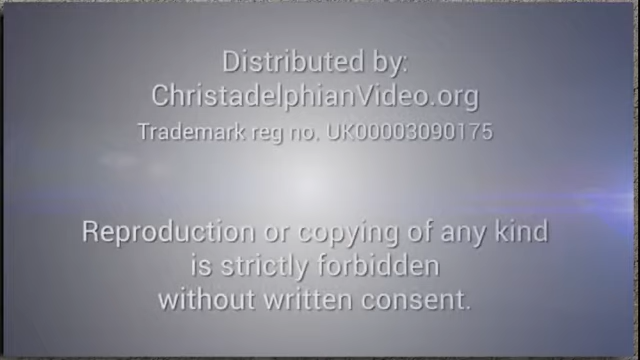 Distributed by:
ChristadelphianVideo.org
Trademark reg no. UK00003090175
Reproduction or copying of any kind
is strictly forbidden
without written consent.